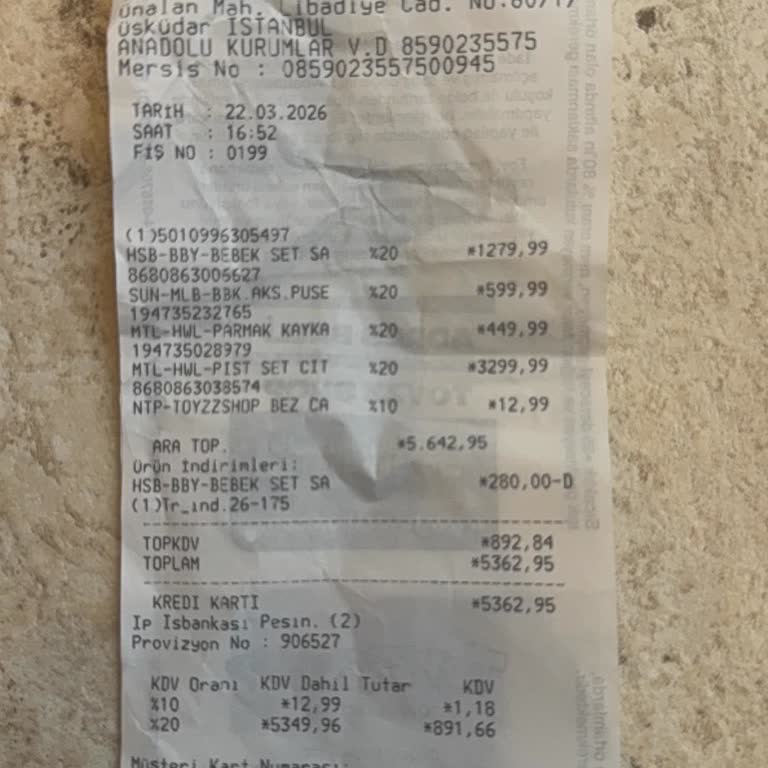 Ünalan Mah. Libadiye Cad. No:80/17
Üsküdar İSTANBUL
ANADOLU KURUMLAR V.D 8590235575
Mersis No : 0859023557500945
TARİH : 22.03.2026
SAAT : 16:52
FİŞ NO : 0199
(1)5010996305497
HSB-BBY-BEBEK SET SA %20 *1279,99
8680863005627
SUN-MLB-BBK.AKS.PUSE %20 *599,99
194735232765
MTL-HWL-PARMAK KAYKA %20 *449,99
194735028979
MTL-HWL-PİST SET CİT %20 *3299,99
8680863038574
NTP-TOYZZSHOP BEZ CA %10 *12,99
ARA TOP. *5.642,95
Ürün İndirimleri:
HSB-BBY-BEBEK SET SA *280,00-D
(1)Tr_ind.26-175
TOPKDV *892,84
TOPLAM *5362,95
KREDİ KARTI *5362,95
Ip Isbankası Pesin. (2)
Provizyon No : 906527
KDV Oranı KDV Dahil Tutar KDV
%10 *12,99 *1,18
%20 *5349,96 *891,66
Müşteri Kart Numarası: